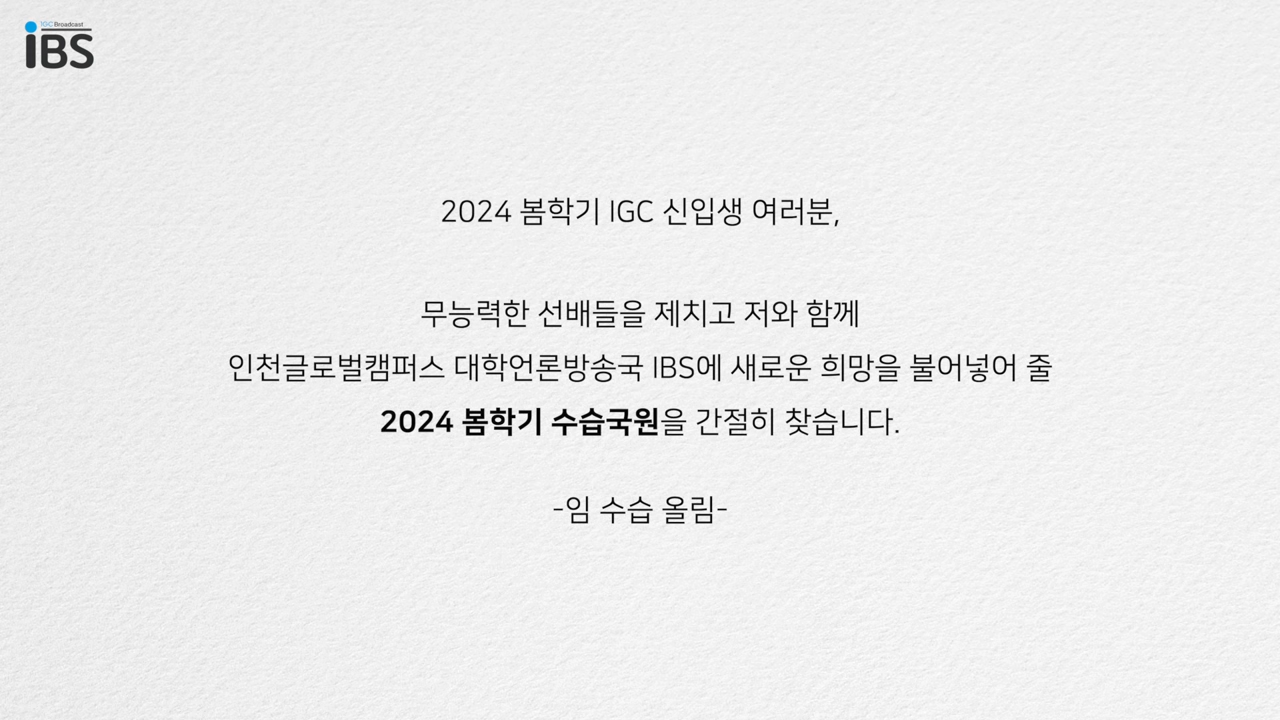 IGC Broadcast
iBS
2024 봄학기 IGC 신입생 여러분,
무능력한 선배들을 제치고 저와 함께
인천글로벌캠퍼스 대학언론방송국 IBS에 새로운 희망을 불어넣어 줄
2024 봄학기 수습국원을 간절히 찾습니다.
-임 수습 올림-